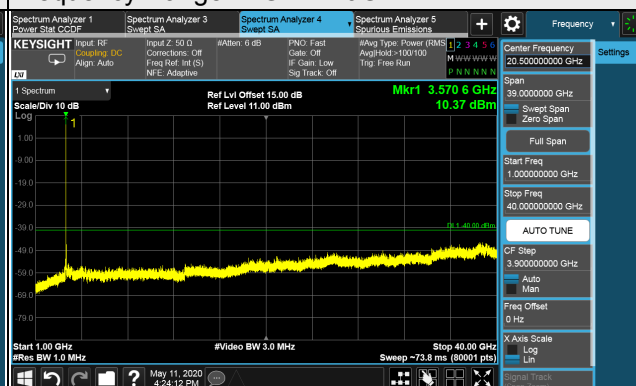 Spectrum Analyzer 1
Power Stat CCDF
Spectrum Analyzer 3
Swept SA
Spectrum Analyzer 4
Swept SA
Spectrum Analyzer 5
Spurious Emissions
+
Frequency
KEYSIGHT
Input: RF
Coupling: DC
Align: Auto
Input Z: 50 Ω
Corrections: Off
Freq Ref: Int (S)
NFE: Adaptive
#Atten: 6 dB
PNO: Fast
Gate: Off
IF Gain: Low
Sig Track: Off
#Avg Type: Power (RMS
Avg|Hold:>100/100
Trig: Free Run
1 2 3 4 5 6
M W W W W W
P N N N N N
LXI
1 Spectrum
Scale/Div 10 dB
Ref Lvl Offset 15.00 dB
Ref Level 11.00 dBm
Mkr1 3.570 6 GHz
10.37 dBm
Log
1
1.00
-9.00
-19.0
-29.0
-39.0
-49.0
-59.0
-69.0
-79.0
DL1 -40.00 dBm
Start 1.00 GHz
#Res BW 1.0 MHz
#Video BW 3.0 MHz
Stop 40.00 GHz
Sweep ~73.8 ms (80001 pts)
May 11, 2020
4:24:12 PM
Center Frequency
20.500000000 GHz
Settings
Span
39.0000000 GHz
Swept Span
Zero Span
Full Span
Start Freq
1.000000000 GHz
Stop Freq
40.000000000 GHz
AUTO TUNE
CF Step
3.900000000 GHz
Auto
Man
Freq Offset
0 Hz
X Axis Scale
Log
Lin
Signal Track